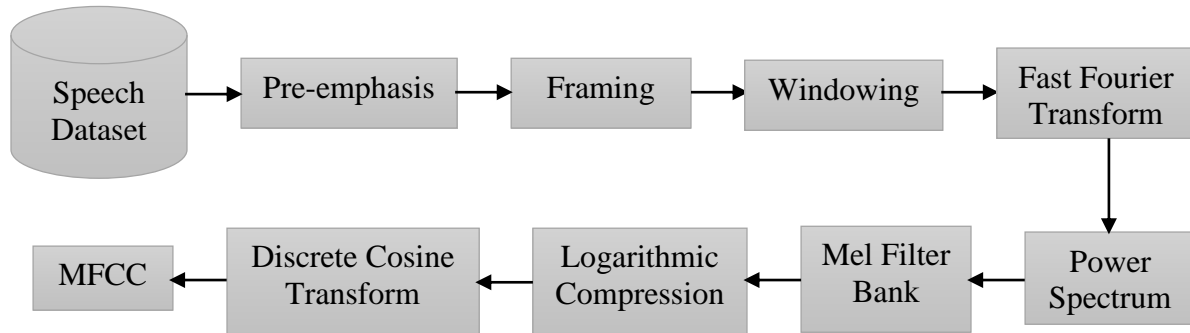 Speech
Dataset
Pre-emphasis
Framing
Windowing
Fast Fourier
Transform
Power
Spectrum
Mel Filter
Bank
Logarithmic
Compression
Discrete Cosine
Transform
MFCC